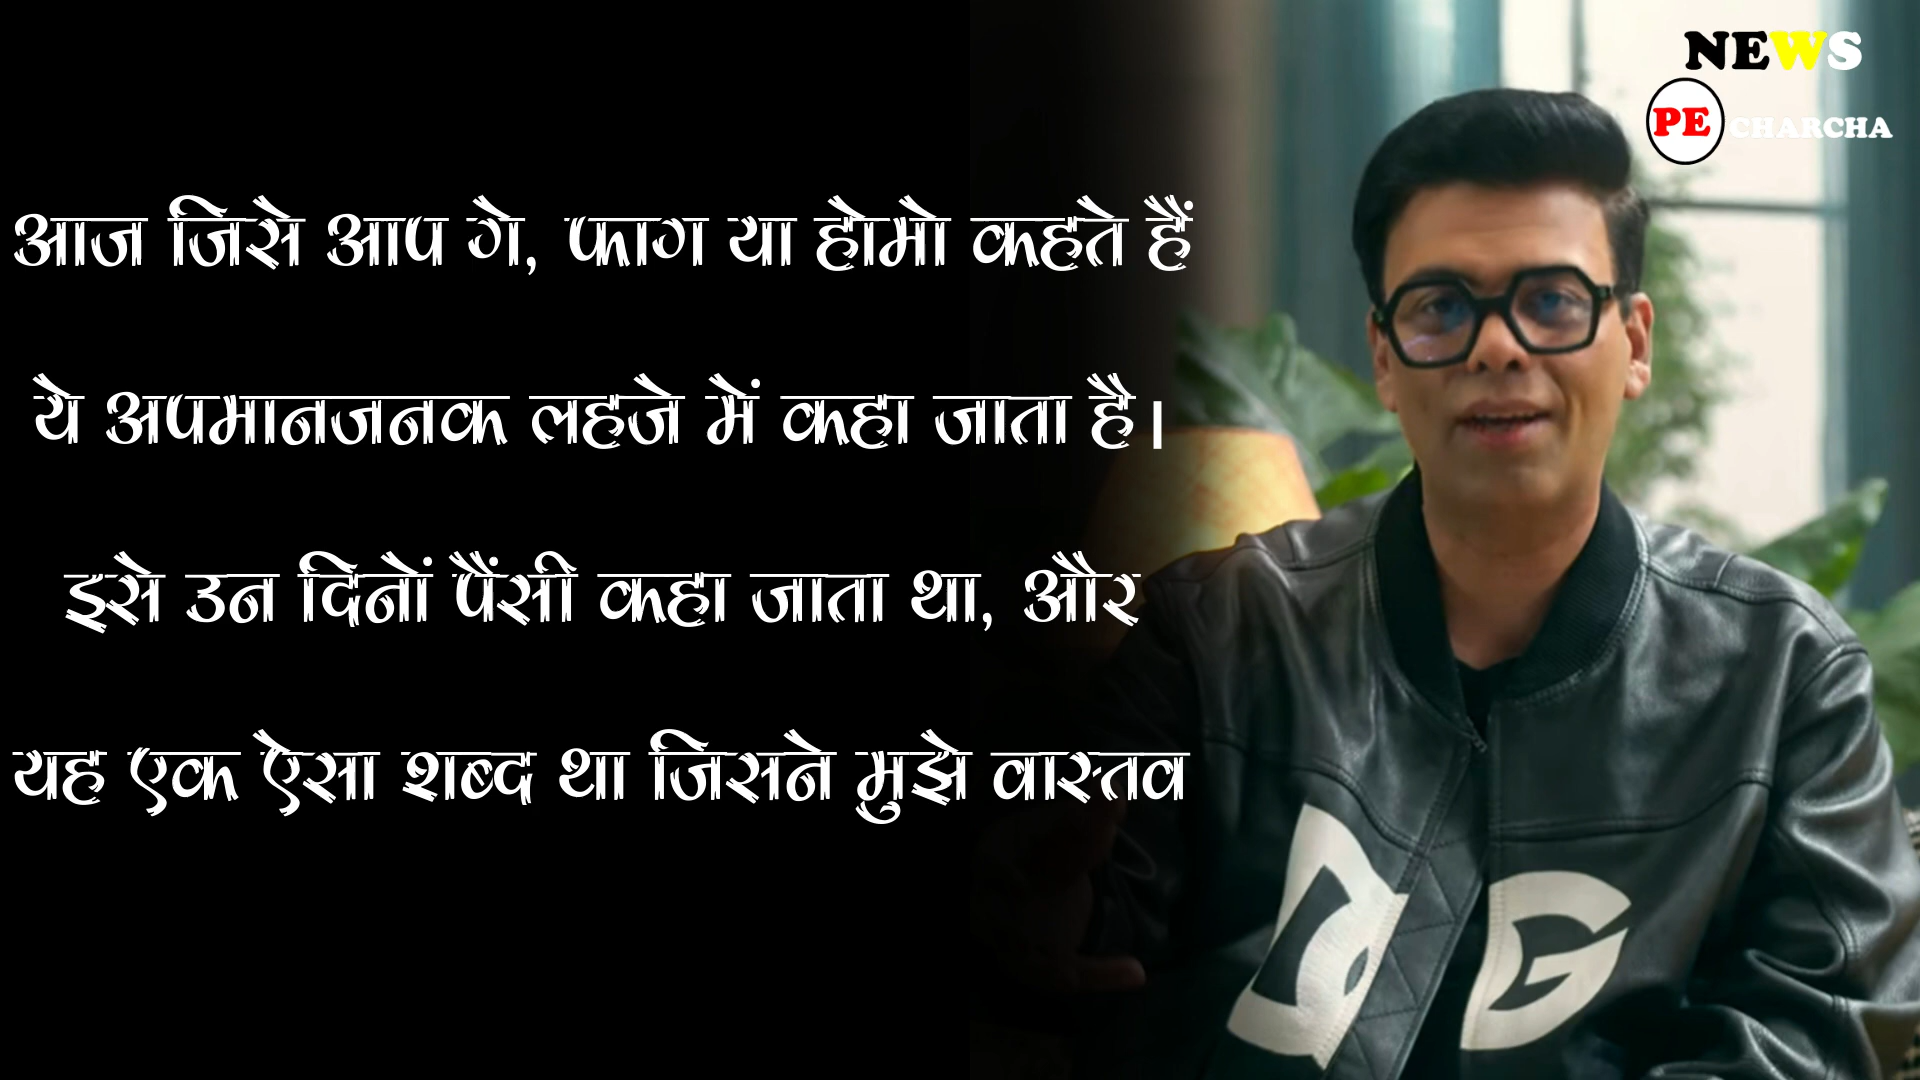 NEWS
PE CHARCHA
आज जिसे आप गे, फाग या होमो कहते हैं
ये अपमानजनक लहजे में कहा जाता है।
इसे उन दिनों पैंसी कहा जाता था, और
यह एक ऐसा शब्द था जिसने मुझे वास्तव
DG